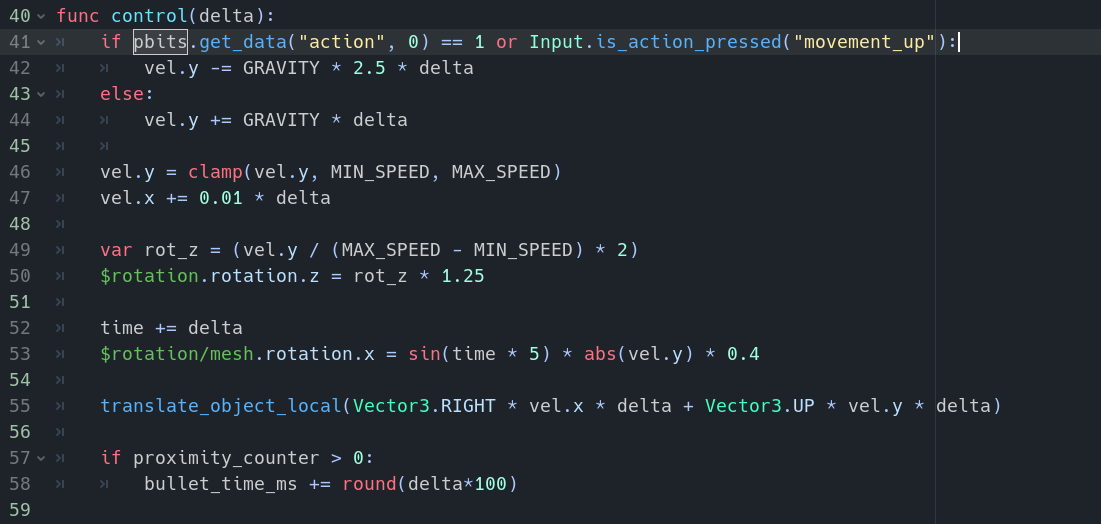 40 func control(delta):
41 if pbits.get_data("action", 0) == 1 or Input.is_action_pressed("movement_up"):
42 vel.y -= GRAVITY * 2.5 * delta
43 else:
44 vel.y += GRAVITY * delta
45
46 vel.y = clamp(vel.y, MIN_SPEED, MAX_SPEED)
47 vel.x += 0.01 * delta
48
49 var rot_z = (vel.y / (MAX_SPEED - MIN_SPEED) * 2)
50 $rotation.rotation.z = rot_z * 1.25
51
52 time += delta
53 $rotation/mesh.rotation.x = sin(time * 5) * abs(vel.y) * 0.4
54
55 translate_object_local(Vector3.RIGHT * vel.x * delta + Vector3.UP * vel.y * delta)
56
57 if proximity_counter > 0:
58 bullet_time_ms += round(delta*100)
59